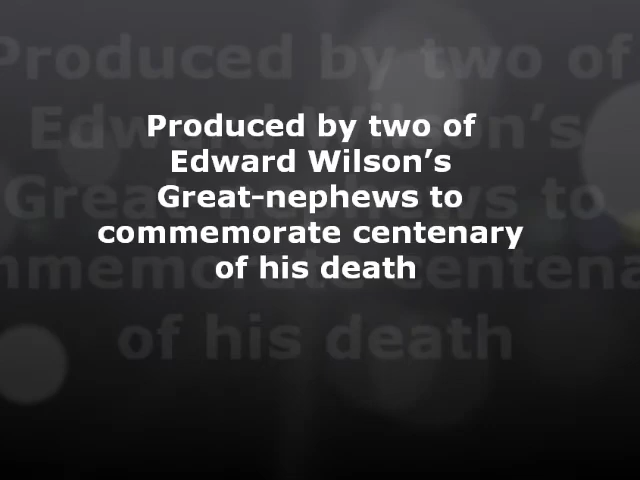 Produced by two of
Edward Wilson’s
Great-nephews to
commemorate centenary
of his death